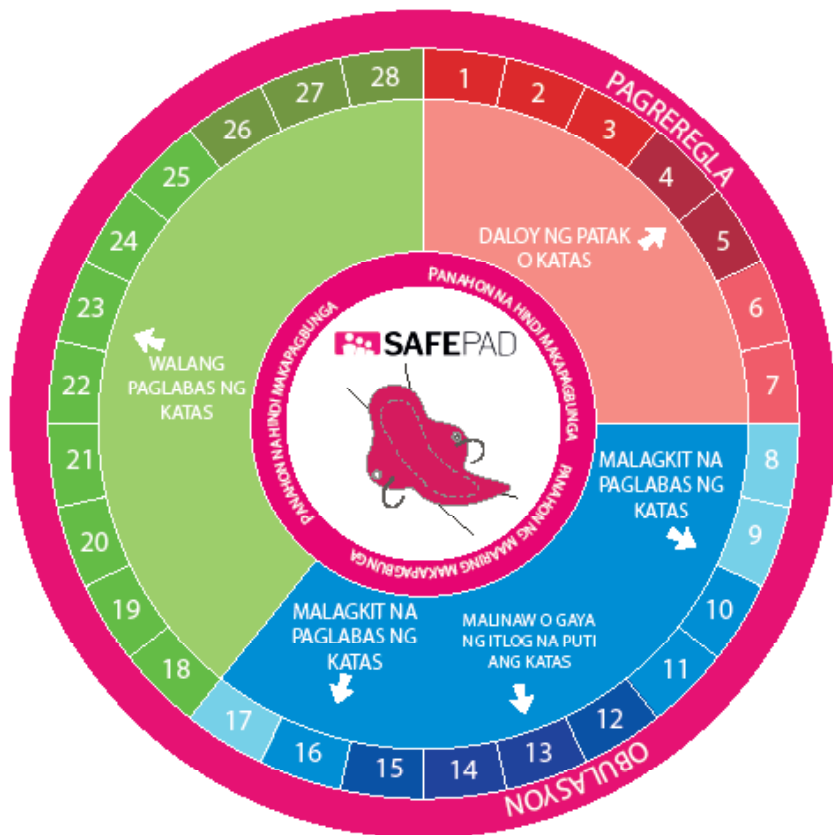 PAGREREGLA
1
2
3
4
5
6
7
8
9
10
11
12
13
14
15
16
17
18
19
20
21
22
23
24
25
26
27
28
DALOY NG PATAK
O KATAS
PANAHON NA HINDI MAKAPAGBUNGA
SAFEPAD
WALANG
PAGLABAS NG
KATAS
PANAHON NA HINDI MAKAPAGBUNGA
MALAGKIT NA
PAGLABAS NG
KATAS
PANAHON NG MAARING MAKAPAGBUNGA
MALINAW O GAYA
NG ITLOG NA PUTI
ANG KATAS
MALAGKIT NA
PAGLABAS NG
KATAS
OBULASYON